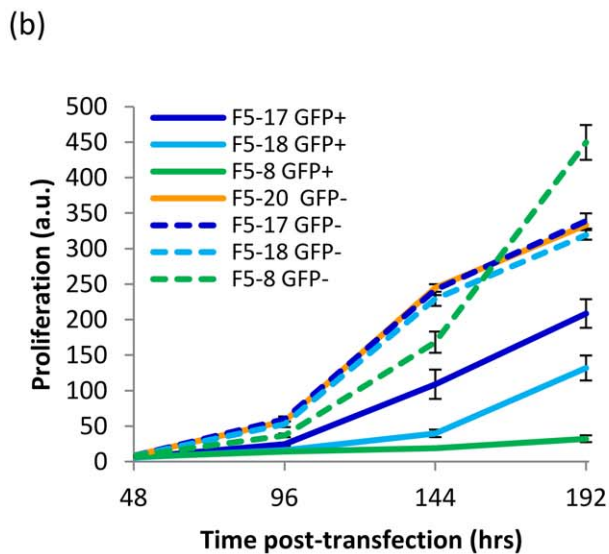 (b)
500
450
400
350
300
250
200
150
100
50
0
Proliferation (a.u.)
F5-17 GFP+
F5-18 GFP+
F5-8 GFP+
F5-20 GFP-
F5-17 GFP-
F5-18 GFP-
F5-8 GFP-
48 96 144 192
Time post-transfection (hrs)